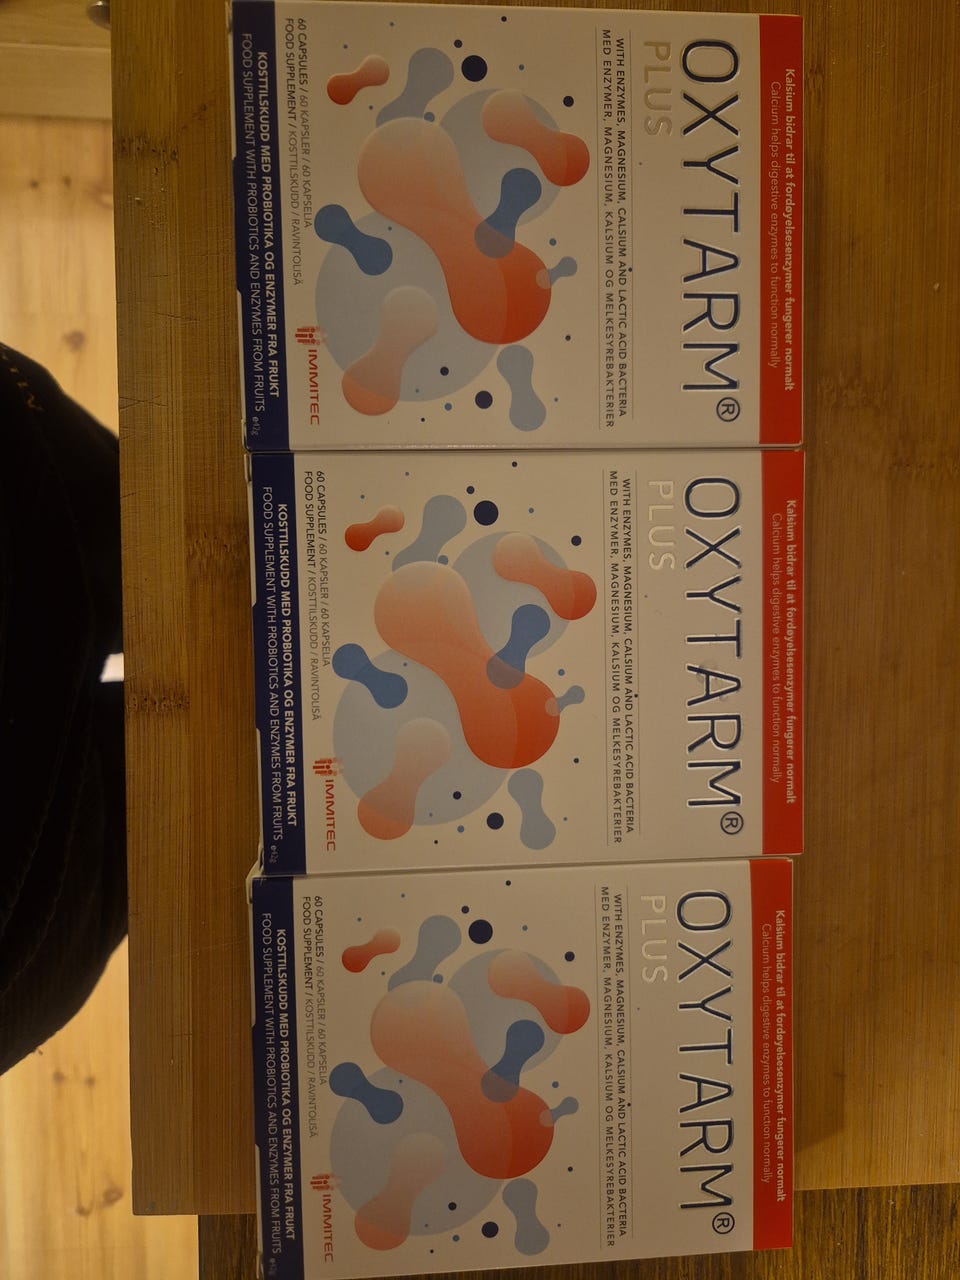 Kalsium bidrar til at fordøyelsesenzymer fungerer normalt
Calcium helps digestive enzymes to function normally
OXYTARM®
PLUS
WITH ENZYMES, MAGNESIUM, CALSIUM AND LACTIC ACID BACTERIA
MED ENZYMER, MAGNESIUM, KALSIUM OG MELKESYREBAKTERIER
IMMITEC
60 CAPSULES / 60 KAPSLER / 60 KAPSELIA
FOOD SUPPLEMENT / KOSTTILSKUDD / RAVINTOLISÄ
KOSTTILSKUDD MED PROBIOTIKA OG ENZYMER FRA FRUKT
FOOD SUPPLEMENT WITH PROBIOTICS AND ENZYMES FROM FRUITS ℮42g
Kalsium bidrar til at fordøyelsesenzymer fungerer normalt
Calcium helps digestive enzymes to function normally
OXYTARM®
PLUS
WITH ENZYMES, MAGNESIUM, CALSIUM AND LACTIC ACID BACTERIA
MED ENZYMER, MAGNESIUM, KALSIUM OG MELKESYREBAKTERIER
IMMITEC
60 CAPSULES / 60 KAPSLER / 60 KAPSELIA
FOOD SUPPLEMENT / KOSTTILSKUDD / RAVINTOLISÄ
KOSTTILSKUDD MED PROBIOTIKA OG ENZYMER FRA FRUKT
FOOD SUPPLEMENT WITH PROBIOTICS AND ENZYMES FROM FRUITS ℮42g
Kalsium bidrar til at fordøyelsesenzymer fungerer normalt
Calcium helps digestive enzymes to function normally
OXYTARM®
PLUS
WITH ENZYMES, MAGNESIUM, CALSIUM AND LACTIC ACID BACTERIA
MED ENZYMER, MAGNESIUM, KALSIUM OG MELKESYREBAKTERIER
IMMITEC
60 CAPSULES / 60 KAPSLER / 60 KAPSELIA
FOOD SUPPLEMENT / KOSTTILSKUDD / RAVINTOLISÄ
KOSTTILSKUDD MED PROBIOTIKA OG ENZYMER FRA FRUKT
FOOD SUPPLEMENT WITH PROBIOTICS AND ENZYMES FROM FRUITS ℮42g